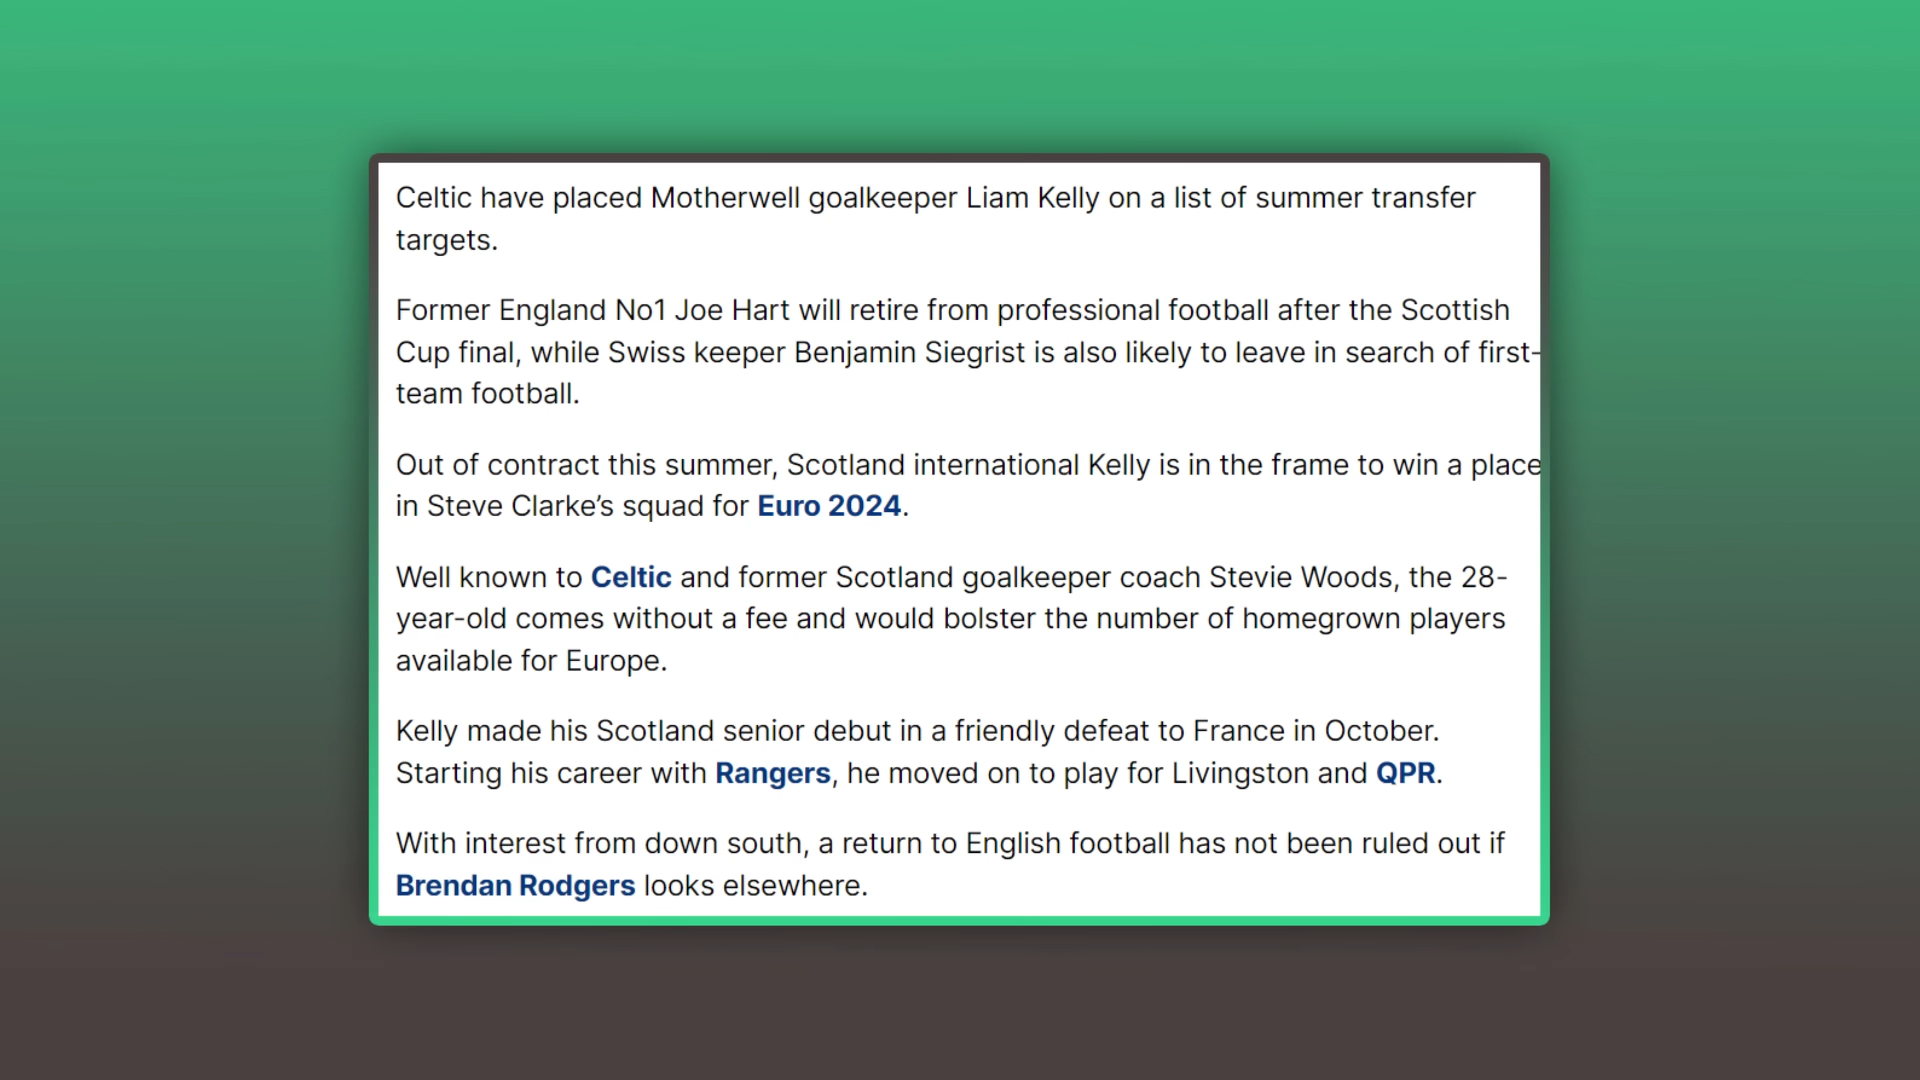 Celtic have placed Motherwell goalkeeper Liam Kelly on a list of summer transfer
targets.
Former England No1 Joe Hart will retire from professional football after the Scottish
Cup final, while Swiss keeper Benjamin Siegrist is also likely to leave in search of first-
team football.
Out of contract this summer, Scotland international Kelly is in the frame to win a place
in Steve Clarke’s squad for Euro 2024.
Well known to Celtic and former Scotland goalkeeper coach Stevie Woods, the 28-
year-old comes without a fee and would bolster the number of homegrown players
available for Europe.
Kelly made his Scotland senior debut in a friendly defeat to France in October.
Starting his career with Rangers, he moved on to play for Livingston and QPR.
With interest from down south, a return to English football has not been ruled out if
Brendan Rodgers looks elsewhere.